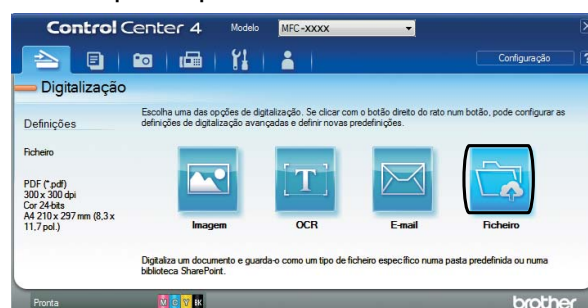 Control Center 4 Modelo MFC-XXXX
Configuração ?
Digitalização
Definições
Escolha uma das opções de digitalização. Se clicar com o botão direito do rato num botão, pode configurar as
definições de digitalização avançadas e definir novas predefinições.
Ficheiro
PDF (*.pdf)
300 x 300 dpi
Cor 24-bits
A4 210 x 297 mm (8,3 x
11,7 pol.)
T
Imagem OCR E-mail Ficheiro
Digitaliza um documento e guarda-o como um tipo de ficheiro específico numa pasta predefinida ou numa
biblioteca SharePoint.
Pronta M C Y BK brother